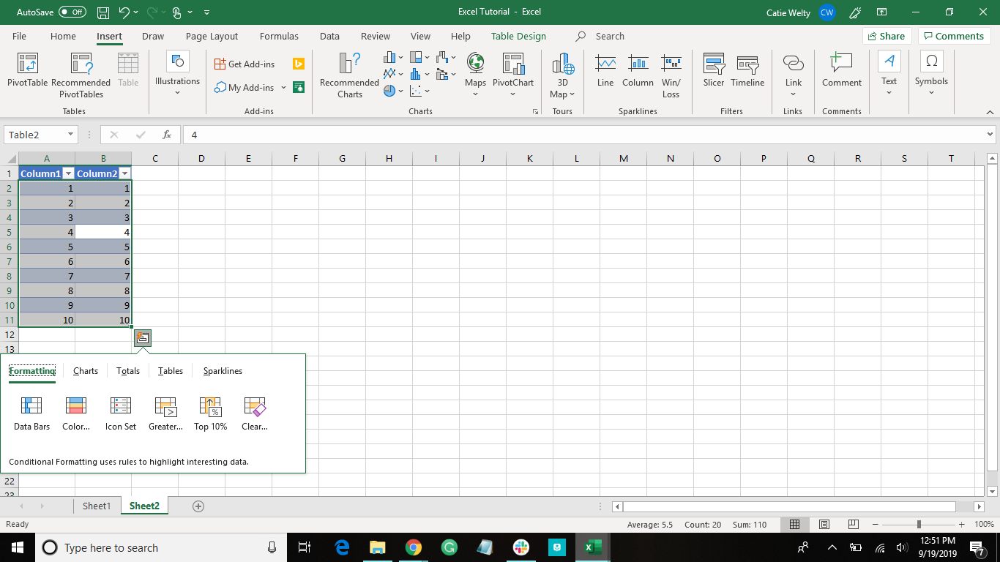 AutoSave Off Excel Tutorial - Excel Catie Welty CW
File Home Insert Draw Page Layout Formulas Data Review View Help Table Design Search Share Comments
PivotTable Recommended PivotTables Table
Tables
Illustrations
Get Add-ins
My Add-ins
Add-ins
Recommended Charts
Maps PivotChart
Charts
3D Map
Tours
Line Column Win/Loss
Sparklines
Slicer Timeline
Filters
Link
Links
Comment
Comments
Text
Symbols
Table2 fx 4
A B C D E F G H I J K L M N O P Q R S T
1 Column1 Column2
2 1 1
3 2 2
4 3 3
5 4 4
6 5 5
7 6 6
8 7 7
9 8 8
10 9 9
11 10 10
12
13
Formatting Charts Totals Tables Sparklines
Data Bars Color... Icon Set Greater... Top 10% Clear...
Conditional Formatting uses rules to highlight interesting data.
22
23
Sheet1 Sheet2
Ready Average: 5.5 Count: 20 Sum: 110 100%
Type here to search
12:51 PM
9/19/2019
7